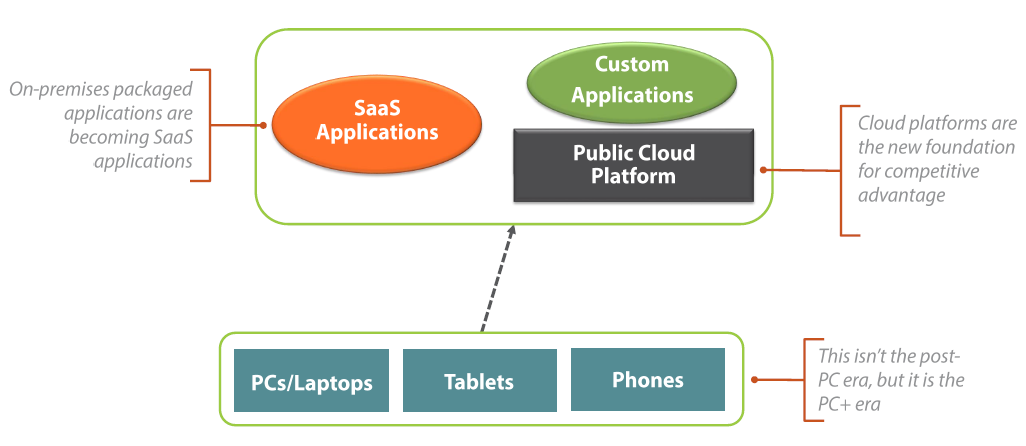 On-premises packaged
applications are
becoming SaaS
applications
SaaS
Applications
Custom
Applications
Public Cloud
Platform
Cloud platforms are
the new foundation
for competitive
advantage
PCs/Laptops
Tablets
Phones
This isn’t the post-
PC era, but it is the
PC+ era